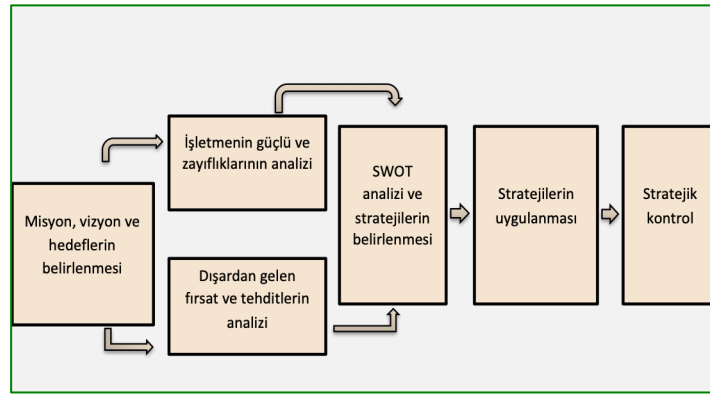 Misyon, vizyon ve
hedeflerin
belirlenmesi
İşletmenin güçlü ve
zayıflıklarının analizi
Dışardan gelen
fırsat ve tehditlerin
analizi
SWOT
analizi ve
stratejilerin
belirlenmesi
Stratejilerin
uygulanması
Stratejik
kontrol